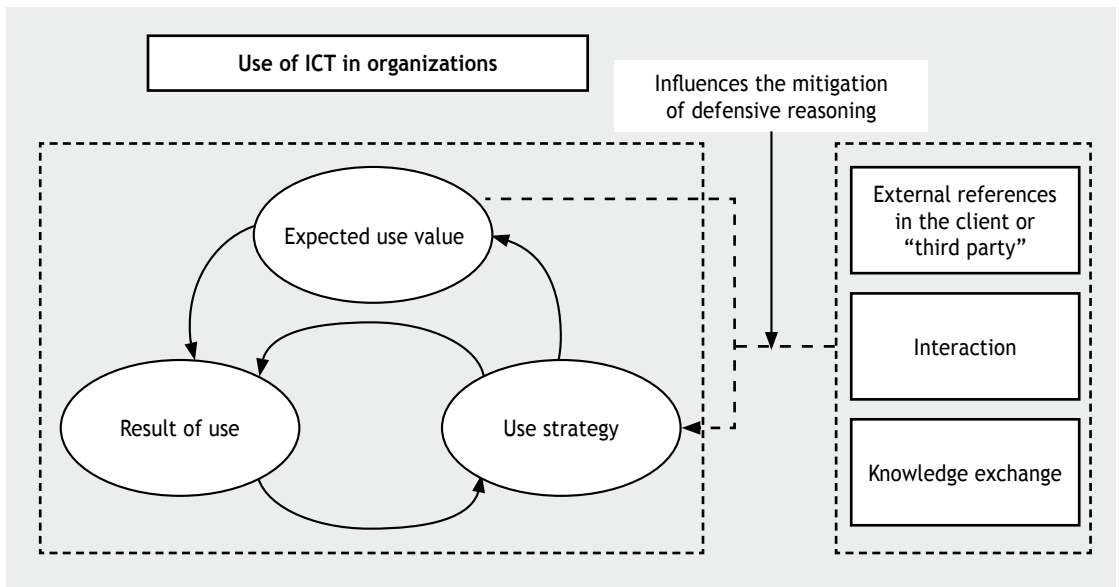 Use of ICT in organizations
Influences the mitigation
of defensive reasoning
Expected use value
Result of use
Use strategy
External references
in the client or
“third party”
Interaction
Knowledge exchange